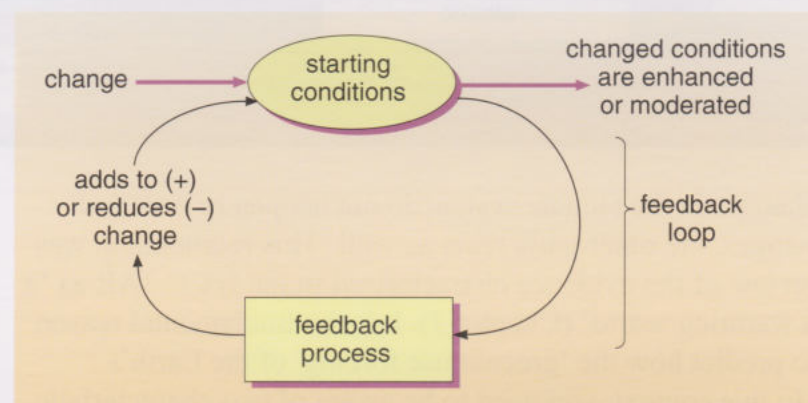 change
starting
conditions
changed conditions
are enhanced
or moderated
adds to (+)
or reduces (–)
change
feedback
loop
feedback
process